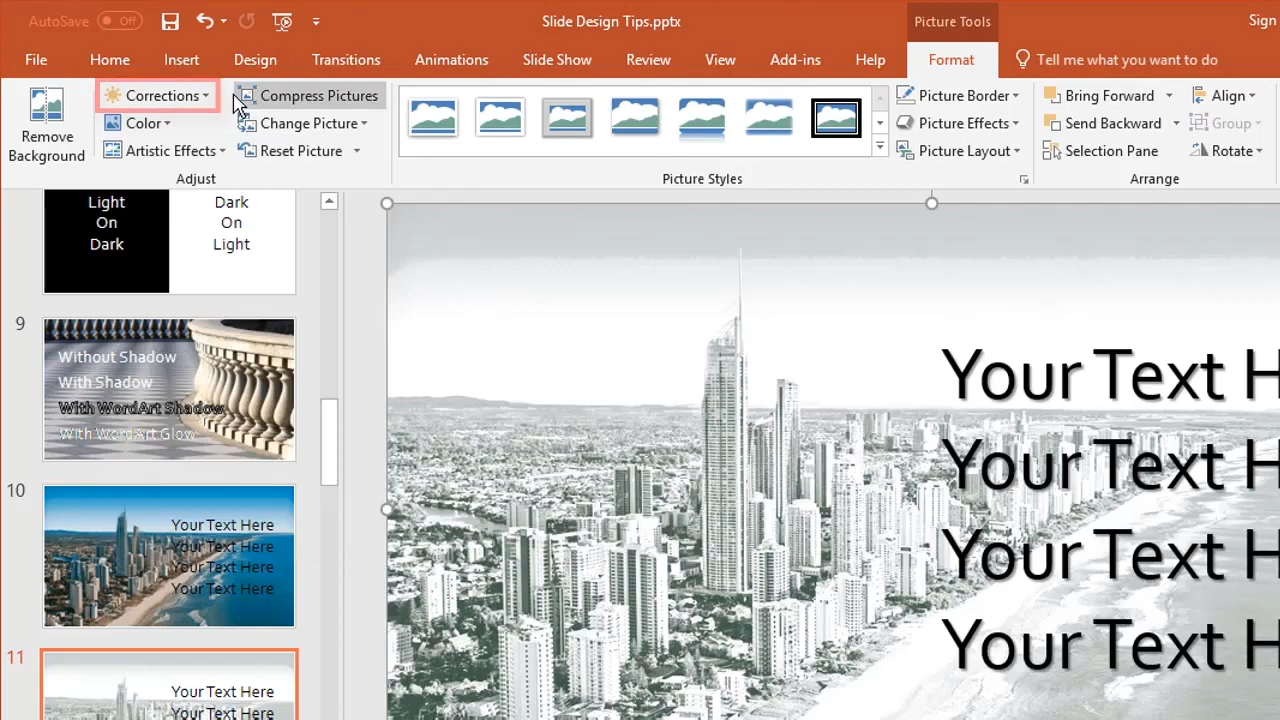 AutoSave Off Slide Design Tips.pptx Picture Tools Sign
File Home Insert Design Transitions Animations Slide Show Review View Add-ins Help Format Tell me what you want to do
Remove
Background
Corrections
Color
Artistic Effects
Compress Pictures
Change Picture
Reset Picture
Adjust
Picture Styles
Picture Border
Picture Effects
Picture Layout
Bring Forward
Send Backward
Selection Pane
Align
Group
Rotate
Arrange
Light
On
Dark
Dark
On
Light
9
Without Shadow
With Shadow
With WordArt Shadow
With WordArt Glow
10
Your Text Here
Your Text Here
Your Text Here
Your Text Here
11
Your Text Here
Your Text Here
Your Text H
Your Text H
Your Text H
Your Text H